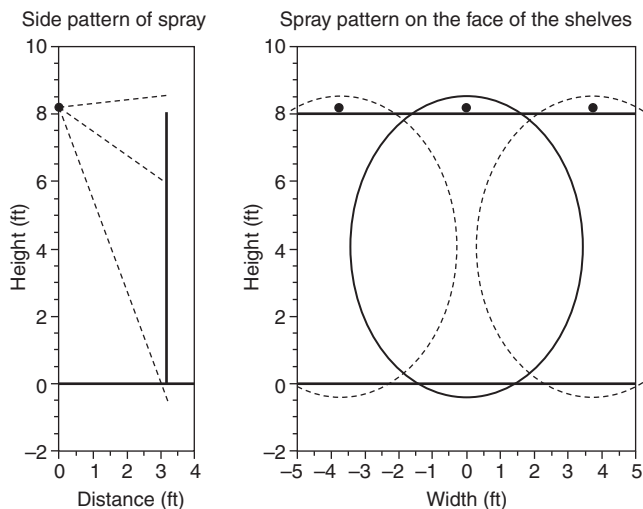 Side pattern of spray
Spray pattern on the face of the shelves
10
8
6
4
2
0
–2
Height (ft)
0 1 2 3 4
Distance (ft)
10
8
6
4
2
0
–2
Height (ft)
–5 –4 –3 –2 –1 0 1 2 3 4 5
Width (ft)